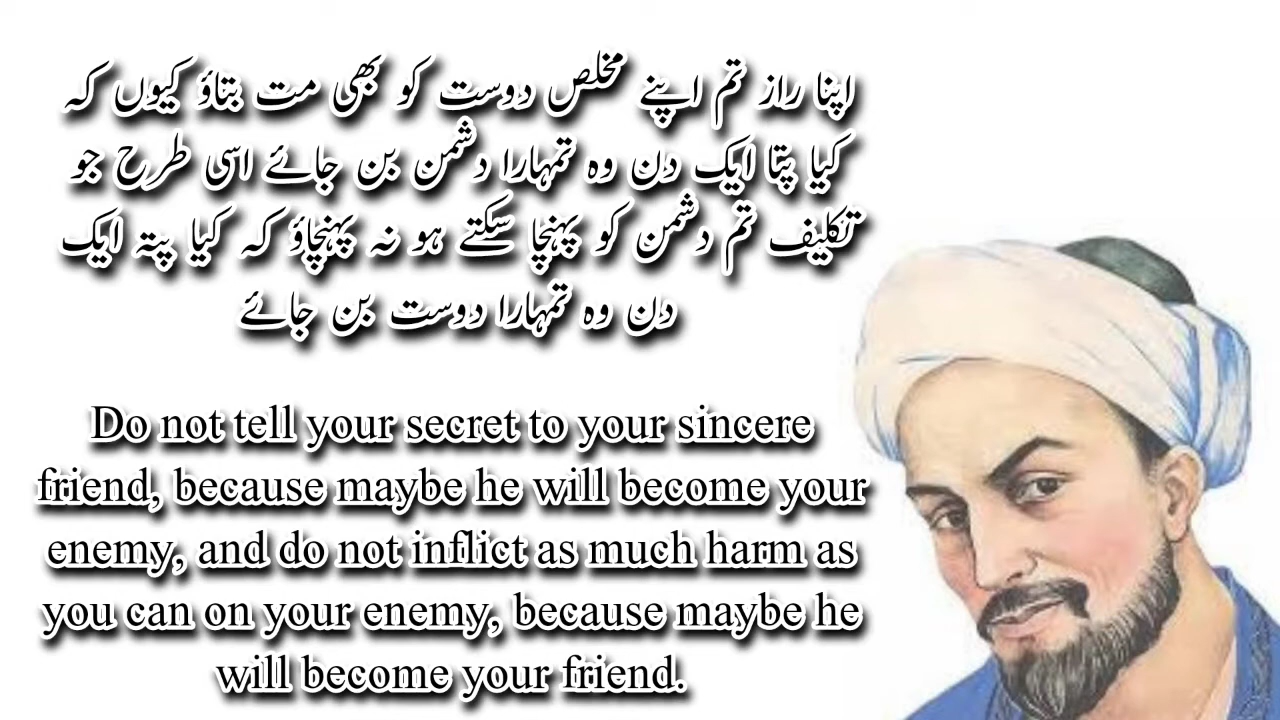 اپنا راز تم اپنے مخلص دوست کو بھی مت بتاؤ کیوں کہ
کیا پتا ایک دن وہ تمہارا دشمن بن جائے اسی طرح جو
تکلیف تم دشمن کو پہنچا سکتے ہو نہ پہنچاؤ کہ کیا پتہ ایک
دن وہ تمہارا دوست بن جائے
Do not tell your secret to your sincere
friend, because maybe he will become your
enemy, and do not inflict as much harm as
you can on your enemy, because maybe he
will become your friend.